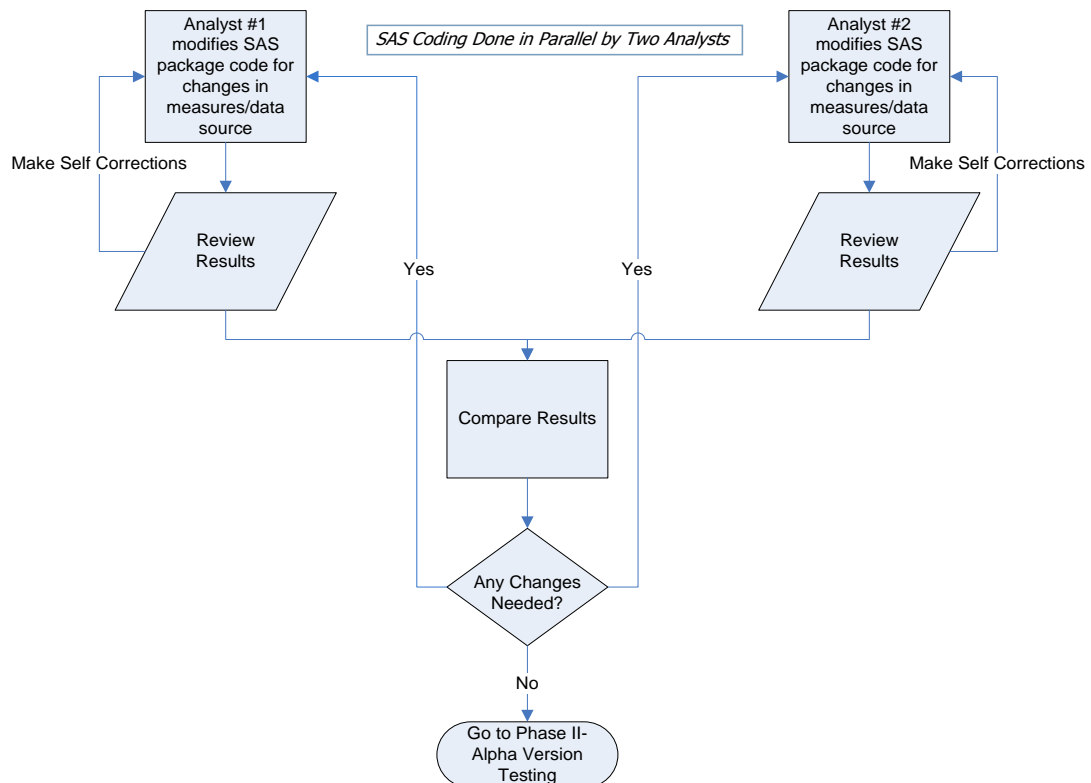 Analyst #1
modifies SAS
package code for
changes in
measures/data
source
SAS Coding Done in Parallel by Two Analysts
Analyst #2
modifies SAS
package code for
changes in
measures/data
source
Make Self Corrections
Make Self Corrections
Review
Results
Yes
Yes
Review
Results
Compare Results
Any Changes
Needed?
No
Go to Phase II-
Alpha Version
Testing